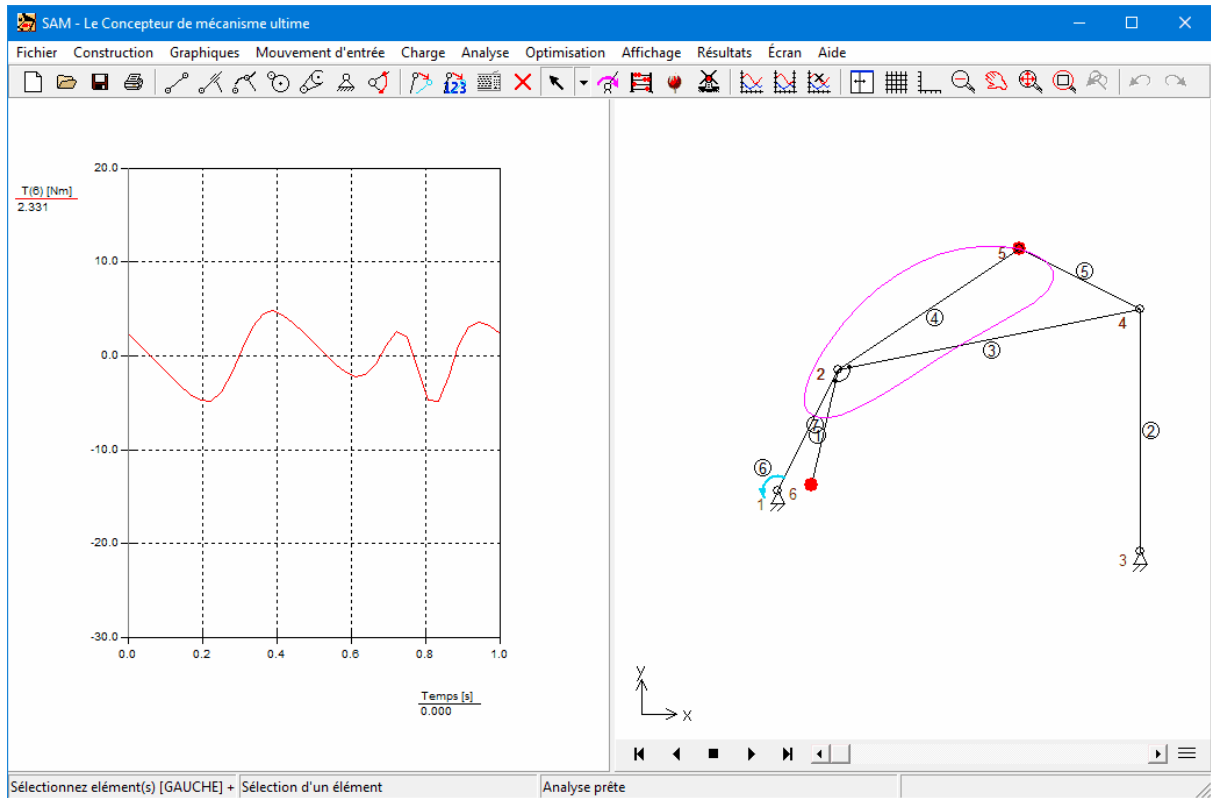 SAM - Le Concepteur de mécanisme ultime
Fichier Construction Graphiques Mouvement d'entrée Charge Analyse Optimisation Affichage Résultats Écran Aide
123
T(6) [Nm]
2.331
20.0
10.0
0.0
-10.0
-20.0
-30.0
0.0 0.2 0.4 0.6 0.8 1.0
Temps [s]
0.000
5
5
4
4
3
2
2
7
1
6
1
6
3
y
x
Sélectionnez elément(s) [GAUCHE] + Sélection d'un élément Analyse prête